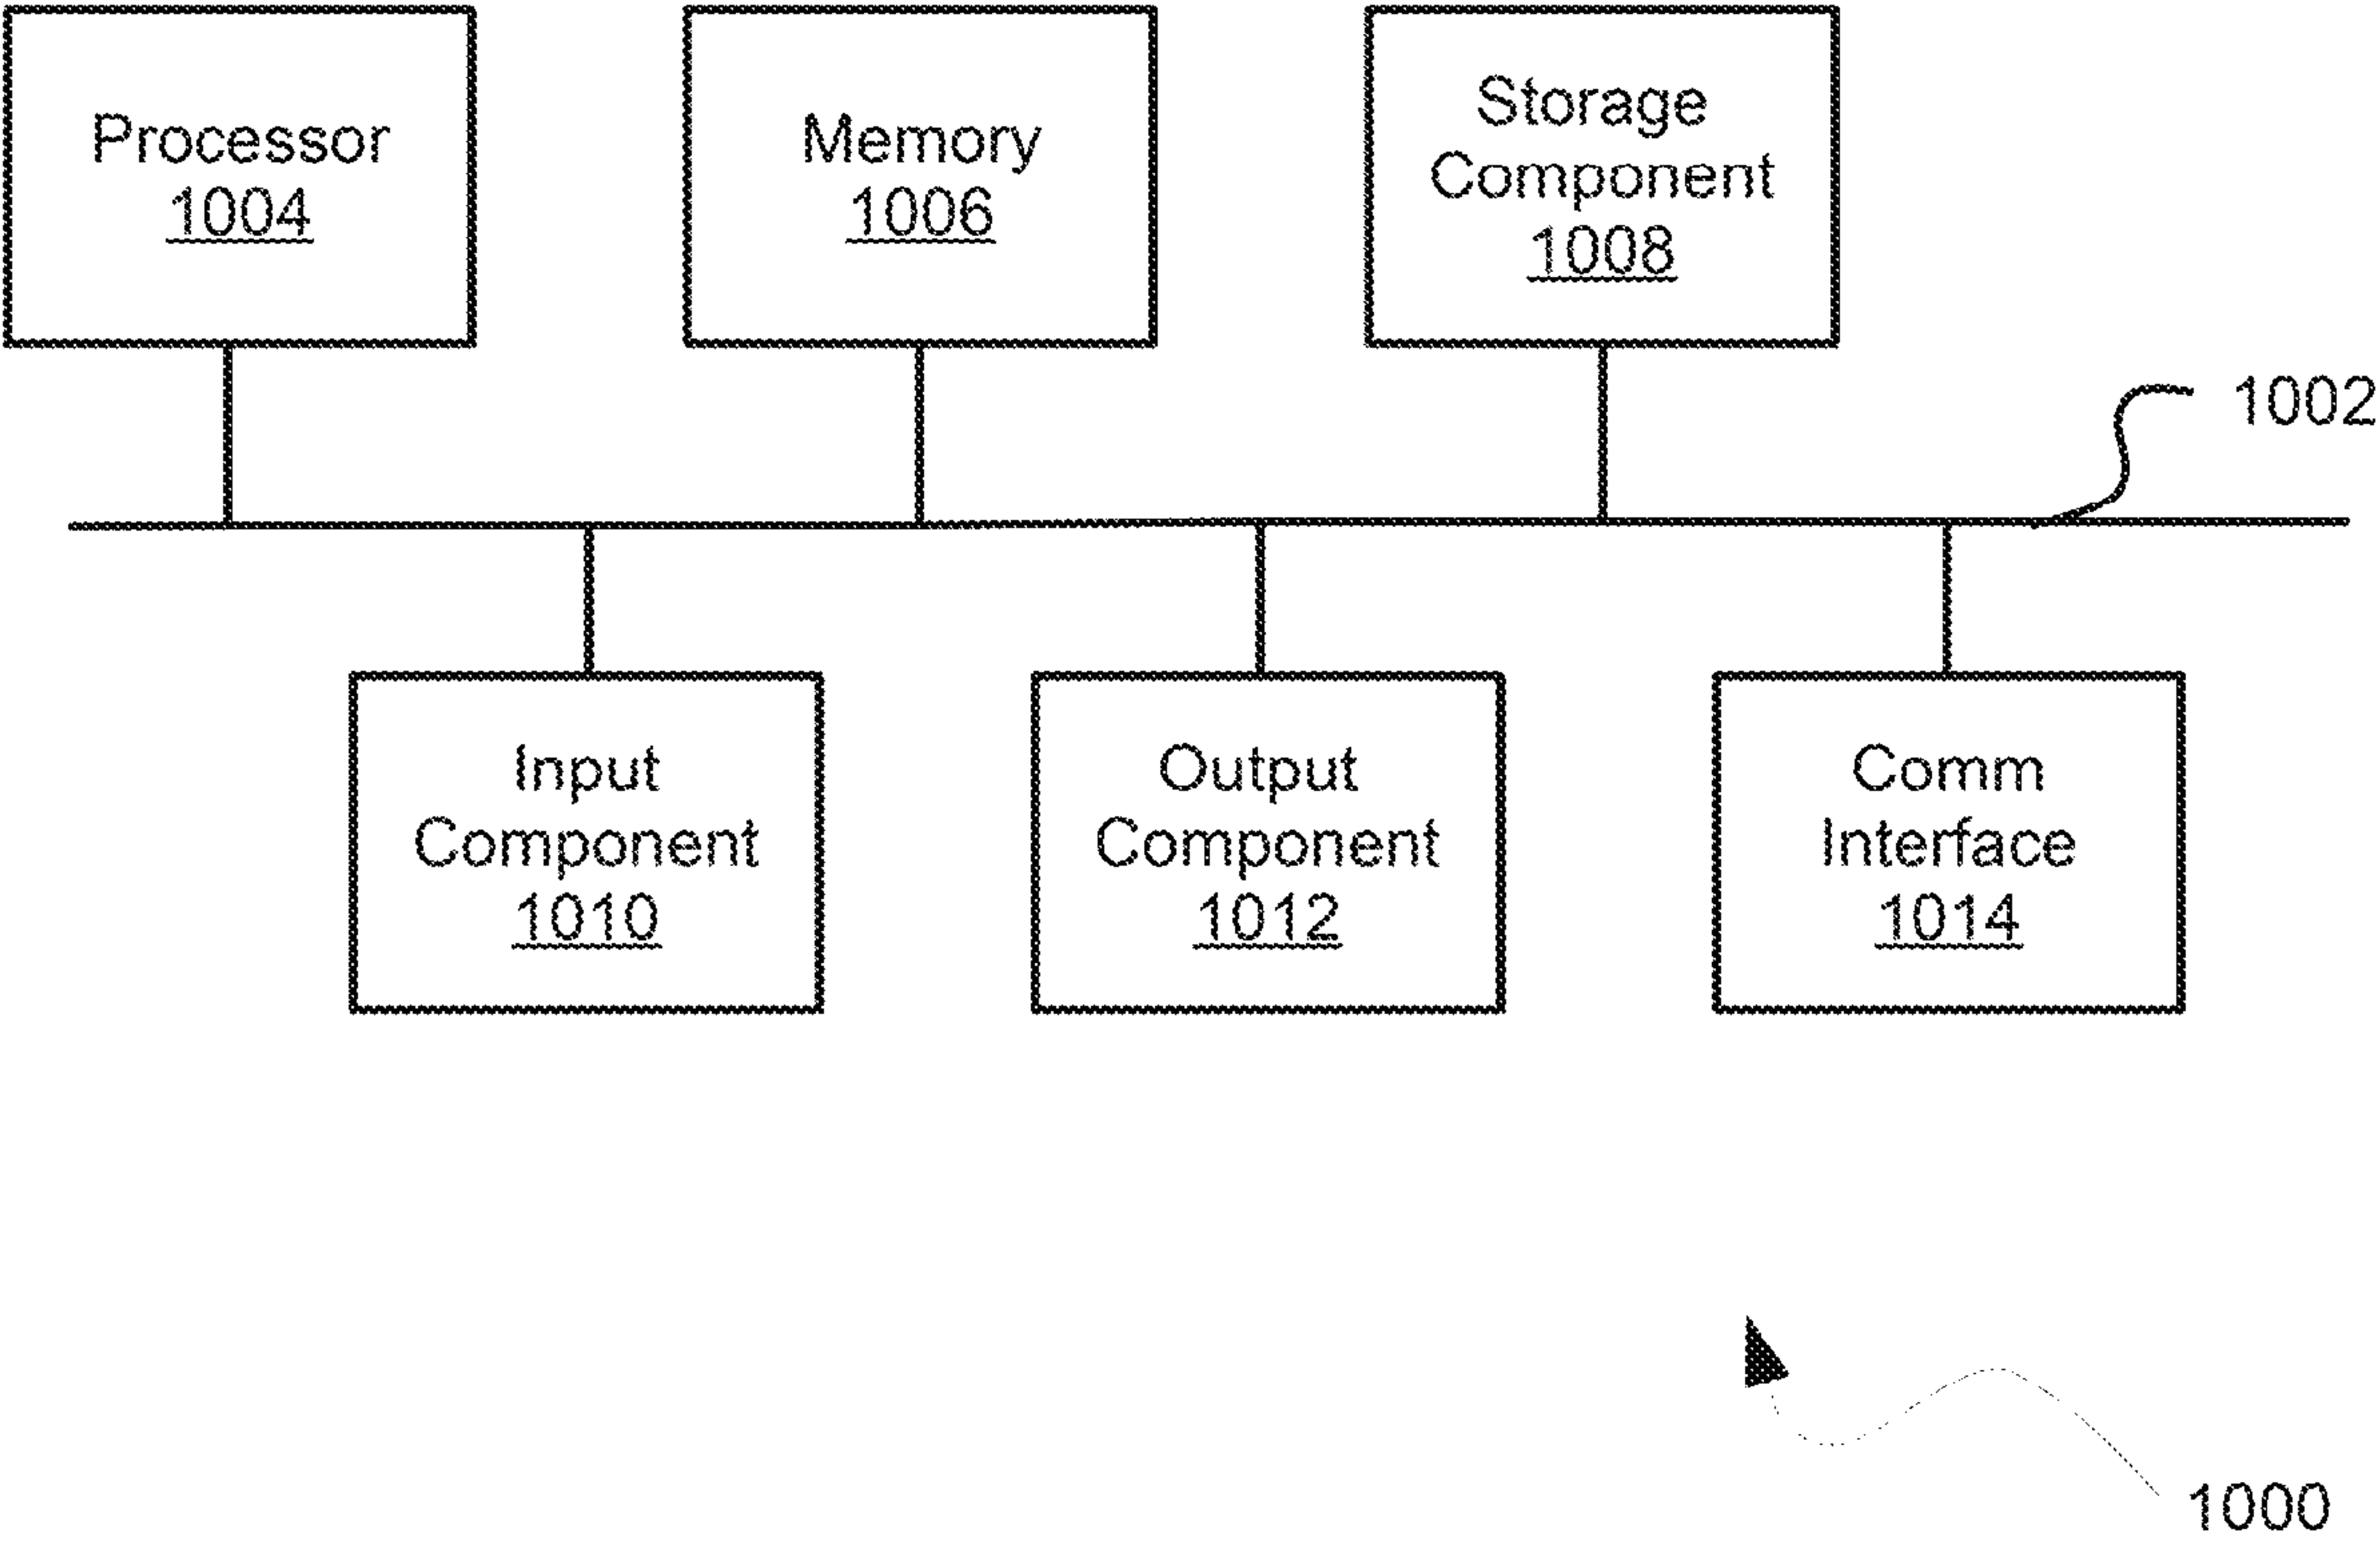 Processor
1004
Memory
1006
Storage
Component
1008
1002
Input
Component
1010
Output
Component
1012
Comm
Interface
1014
1000